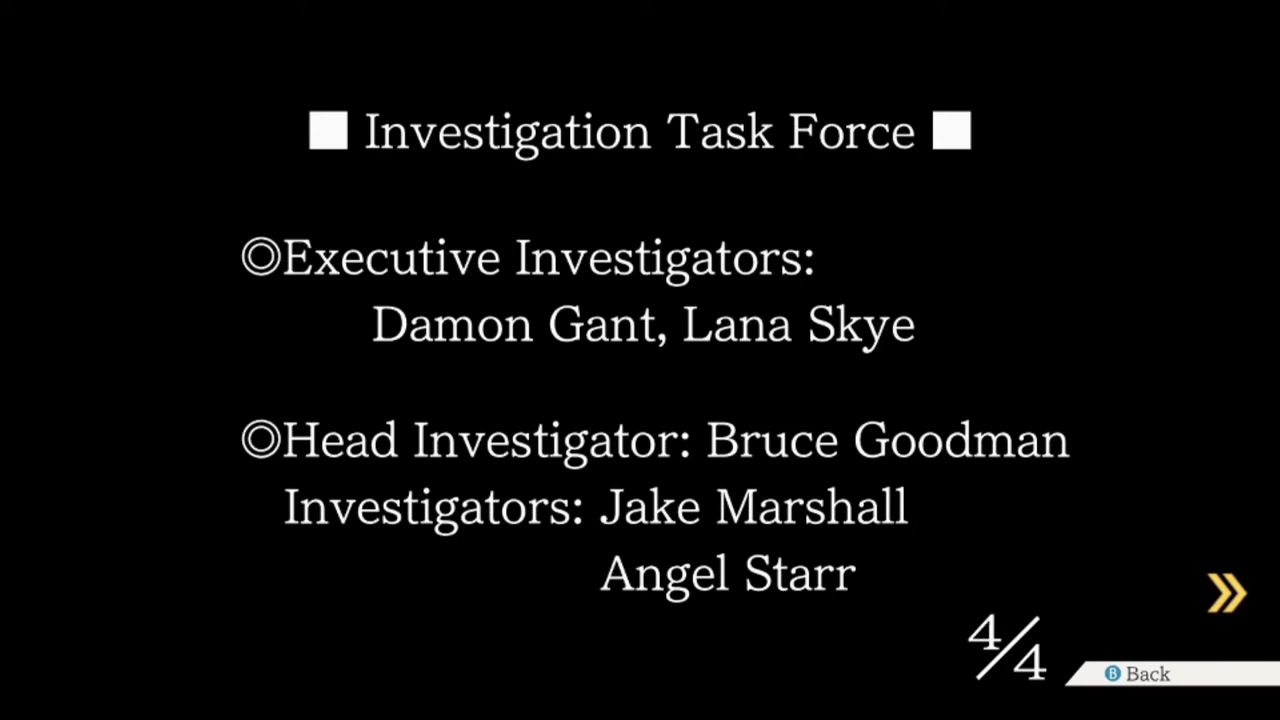 ■ Investigation Task Force ■
◎Executive Investigators:
Damon Gant, Lana Skye
◎Head Investigator: Bruce Goodman
Investigators: Jake Marshall
Angel Starr
4/4
B Back